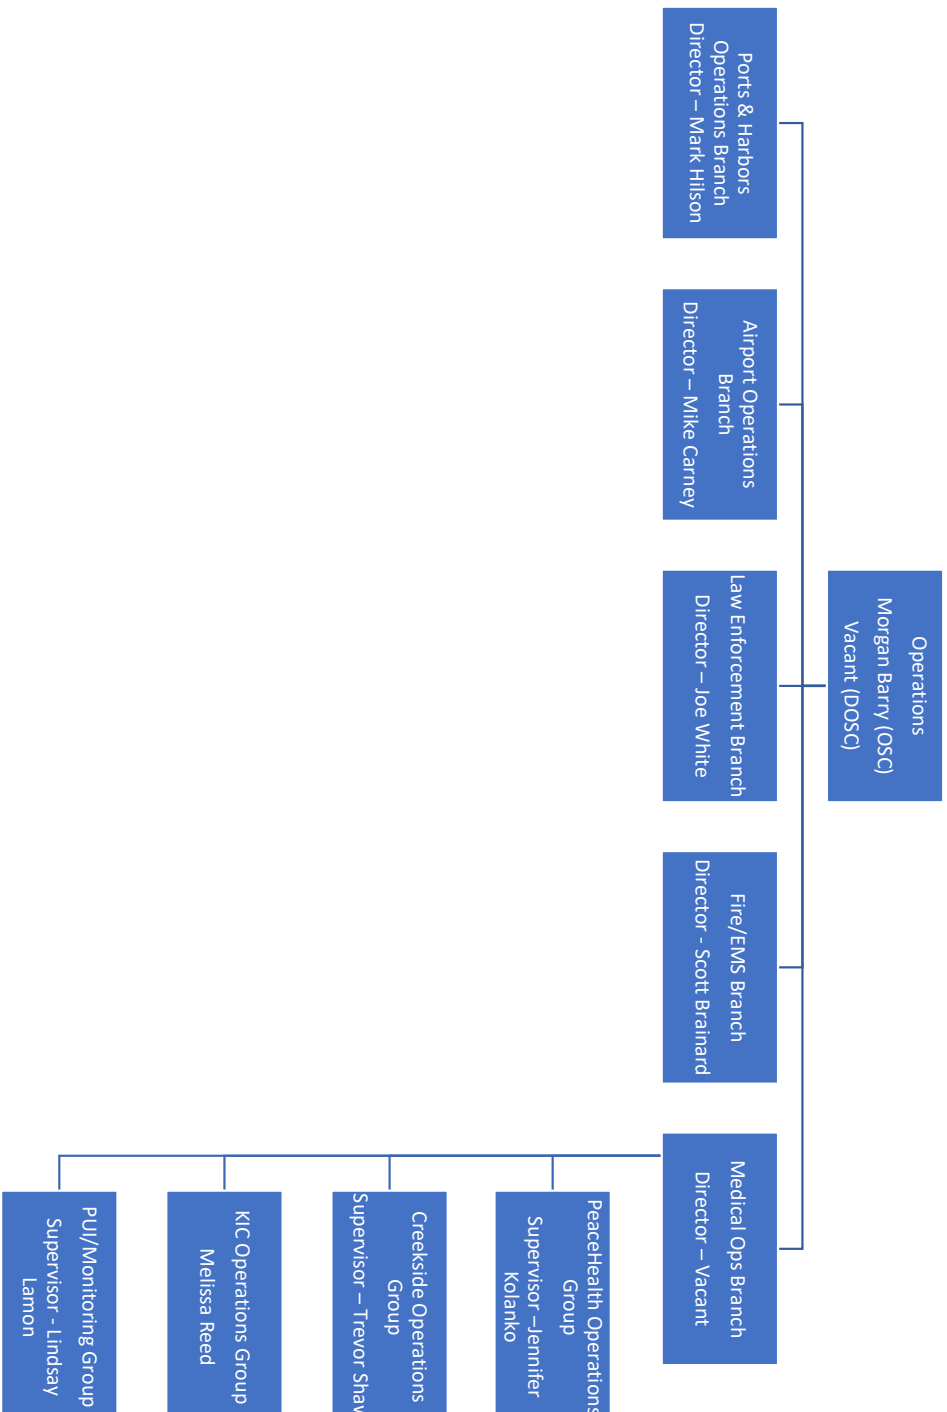 Operations
Morgan Barry (OSC)
Vacant (DOSC)
Ports & Harbors
Operations Branch
Director – Mark Hilson
Airport Operations
Branch
Director – Mike Carney
Law Enforcement Branch
Director – Joe White
Fire/EMS Branch
Director - Scott Brainard
Medical Ops Branch
Director – Vacant
PeaceHealth Operations
Group
Supervisor –Jennifer
Kolanko
Creekside Operations
Group
Supervisor – Trevor Shaw
KIC Operations Group
Melissa Reed
PUI/Monitoring Group
Supervisor - Lindsay
Lamon